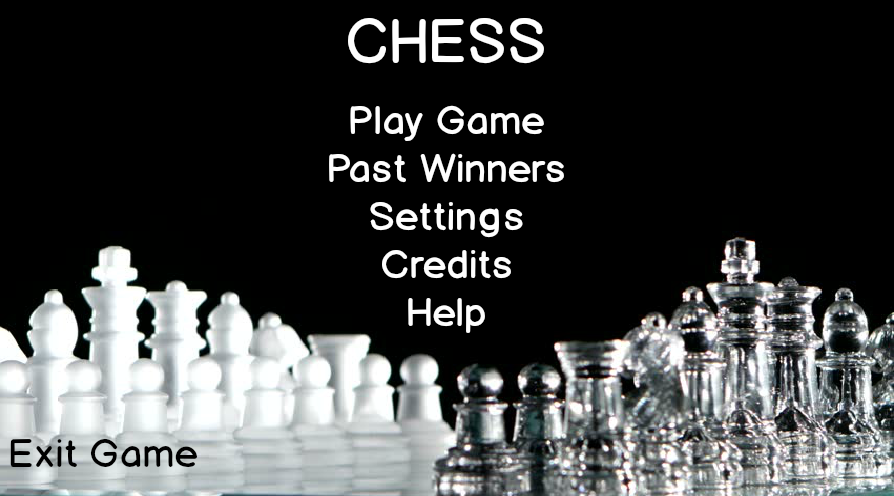 CHESS
Play Game
Past Winners
Settings
Credits
Help
Exit Game